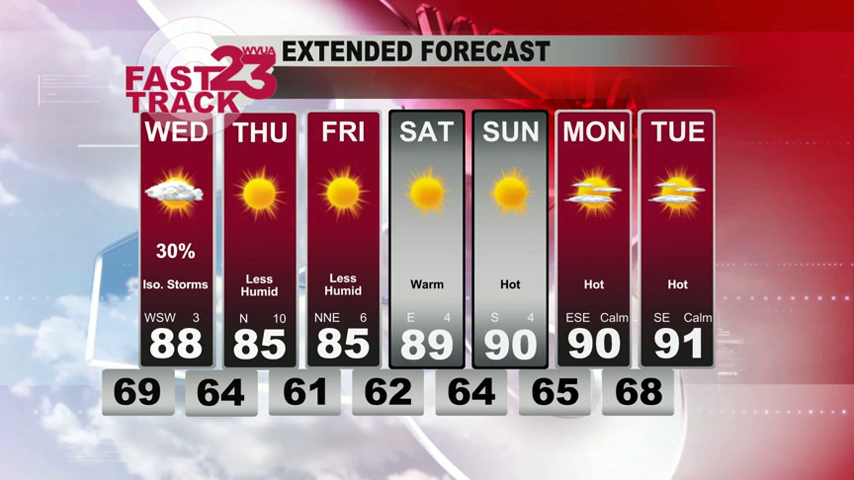 WVUA
23
FAST
TRACK
EXTENDED FORECAST
WED THU FRI SAT SUN MON TUE
30%
Iso. Storms
Less
Humid
Less
Humid
Warm
Hot
Hot
Hot
WSW 3 N 10 NNE 6 E 4 S 4 ESE Calm SE Calm
88 85 85 89 90 90 91
69 64 61 62 64 65 68